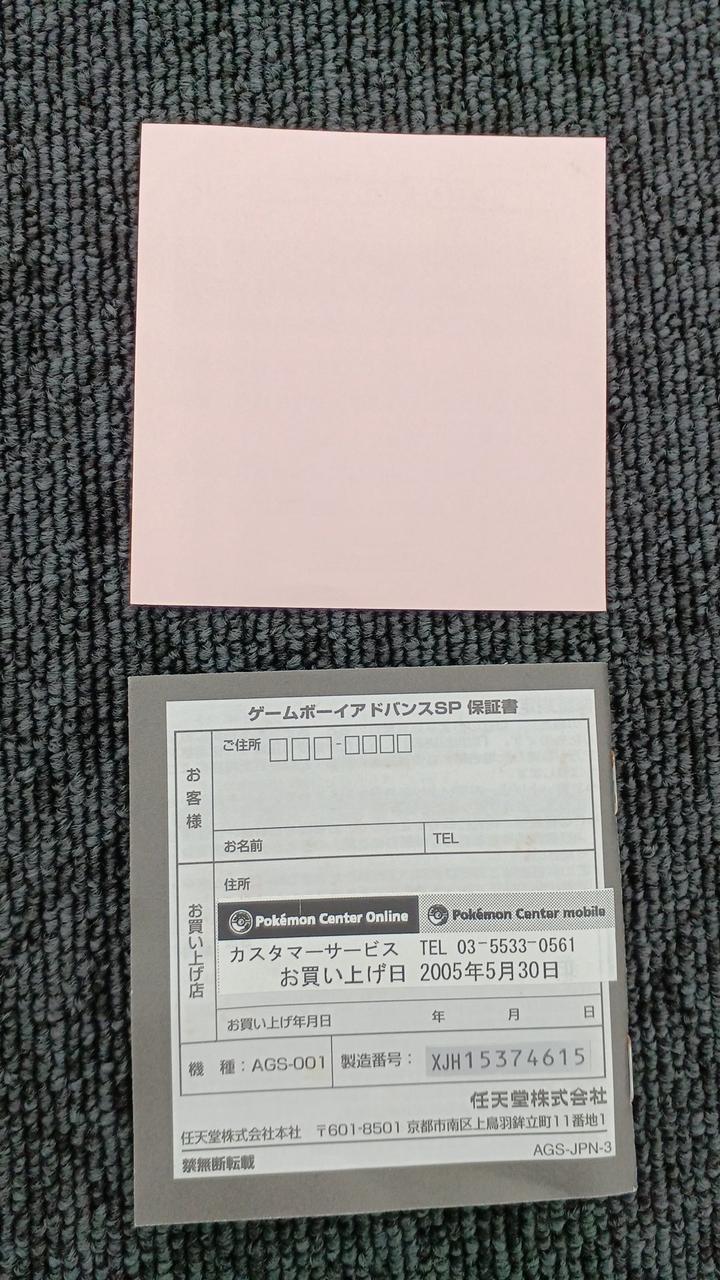 ゲームボーイアドバンスSP 保証書
お客様
ご住所 □□□-□□□□
お名前
TEL
お買い上げ店
住所
Pokémon Center Online
Pokémon Center mobile
カスタマーサービス TEL 03-5533-0561
お買い上げ日 2005年5月30日
お買い上げ年月日 年 月 日
機 種：AGS-001
製造番号： XJH15374615
任天堂株式会社
任天堂株式会社本社 〒601-8501 京都市南区上鳥羽鉾立町11番地1
禁無断転載
AGS-JPN-3